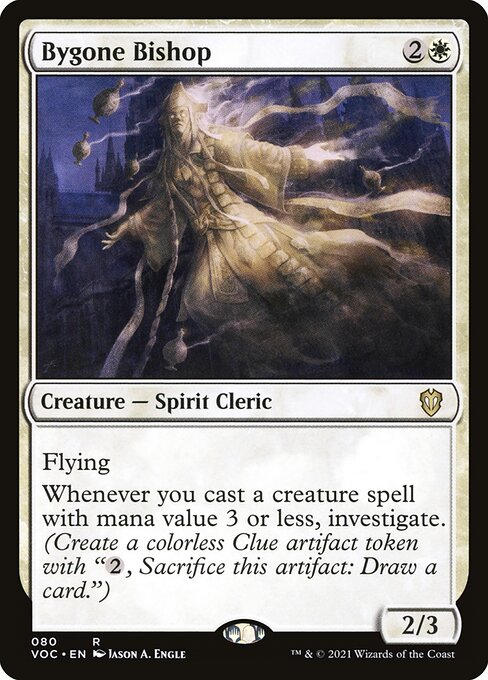 Bygone Bishop 2
Creature — Spirit Cleric
Flying
Whenever you cast a creature spell
with mana value 3 or less, investigate.
(Create a colorless Clue artifact token
with “2, Sacrifice this artifact: Draw a
card.”)
2/3
080 R
VOC • EN Jason A. Engle
™ & © 2021 Wizards of the Coast